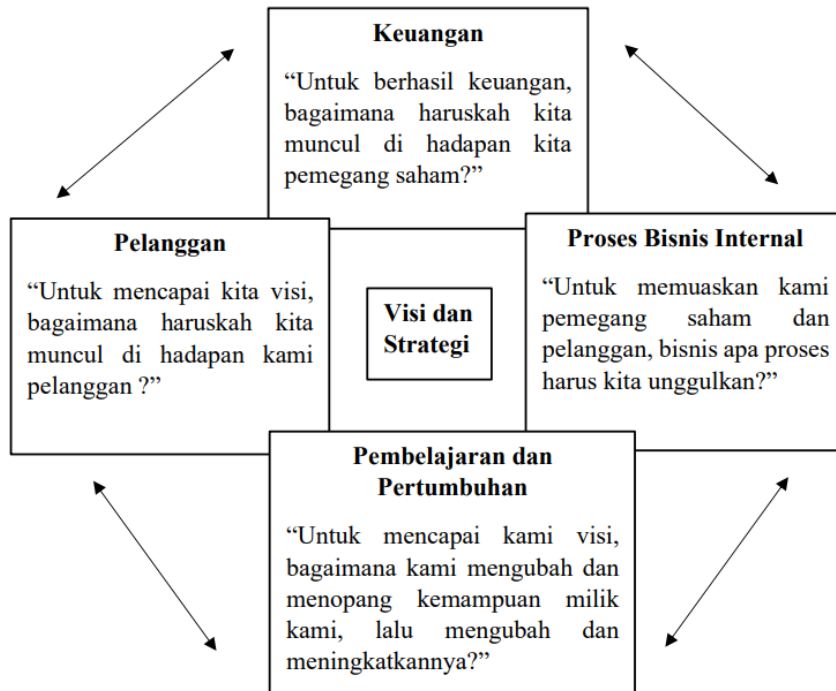 Keuangan
“Untuk berhasil keuangan,
bagaimana haruskah kita
muncul di hadapan kita
pemegang saham?”
Pelanggan
“Untuk mencapai kita visi,
bagaimana haruskah kita
muncul di hadapan kami
pelanggan ?”
Visi dan
Strategi
Proses Bisnis Internal
“Untuk memuaskan kami
pemegang saham dan
pelanggan, bisnis apa proses
harus kita unggulkan?”
Pembelajaran dan
Pertumbuhan
“Untuk mencapai kami visi,
bagaimana kami mengubah dan
menopang kemampuan milik
kami, lalu mengubah dan
meningkatkannya?”